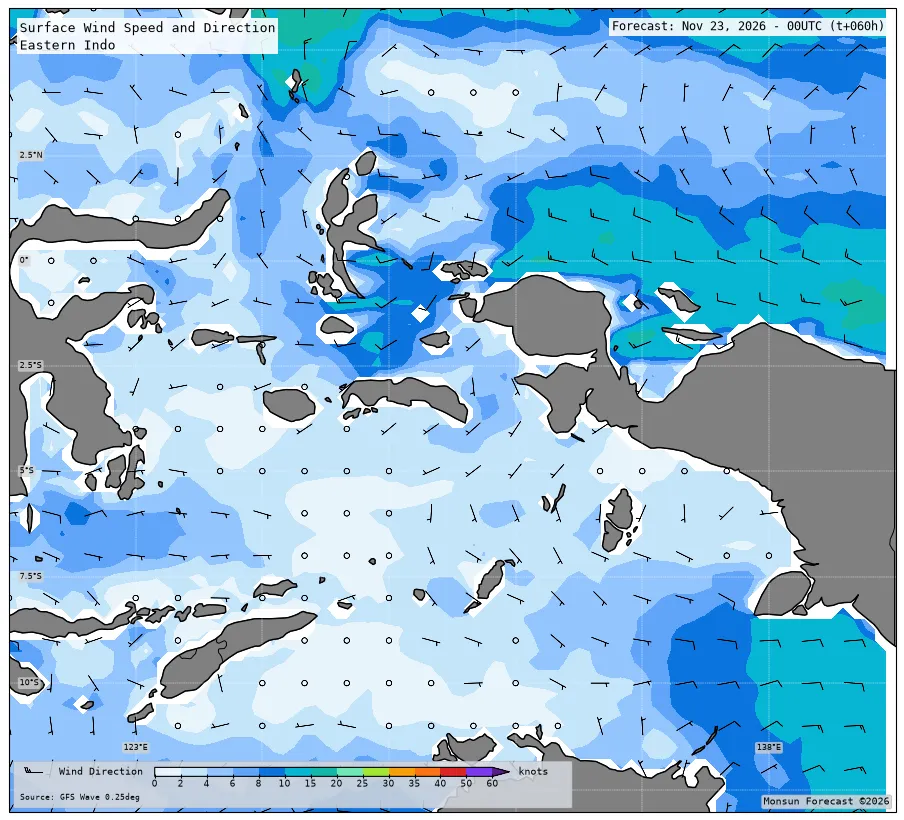 Surface Wind Speed and Direction
Eastern Indo
Forecast: Nov 23, 2026 - 00UTC (t+060h)
2.5°N
0°
2.5°S
5°S
7.5°S
10°S
123°E
138°E
Wind Direction
0 2 4 6 8 10 15 20 25 30 35 40 50 60
knots
Source: GFS Wave 0.25deg
Monsun Forecast ©2026